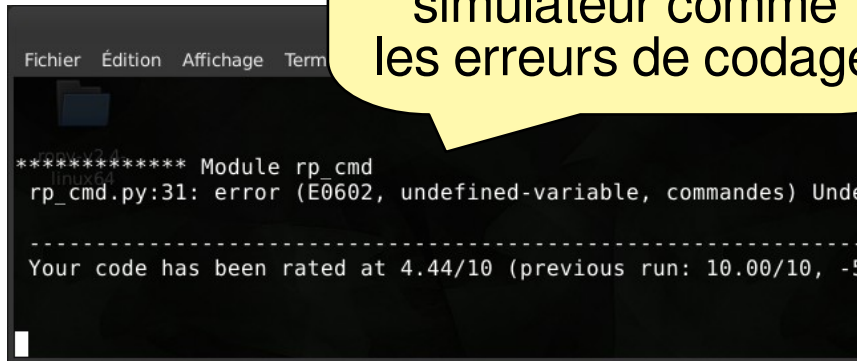 simulateur comme
les erreurs de codage
Fichier Édition Affichage Term
************* Module rp_cmd
linux64
rp_cmd.py:31: error (E0602, undefined-variable, commandes) Unde
--------------------------------------------------------------
Your code has been rated at 4.44/10 (previous run: 10.00/10, -5